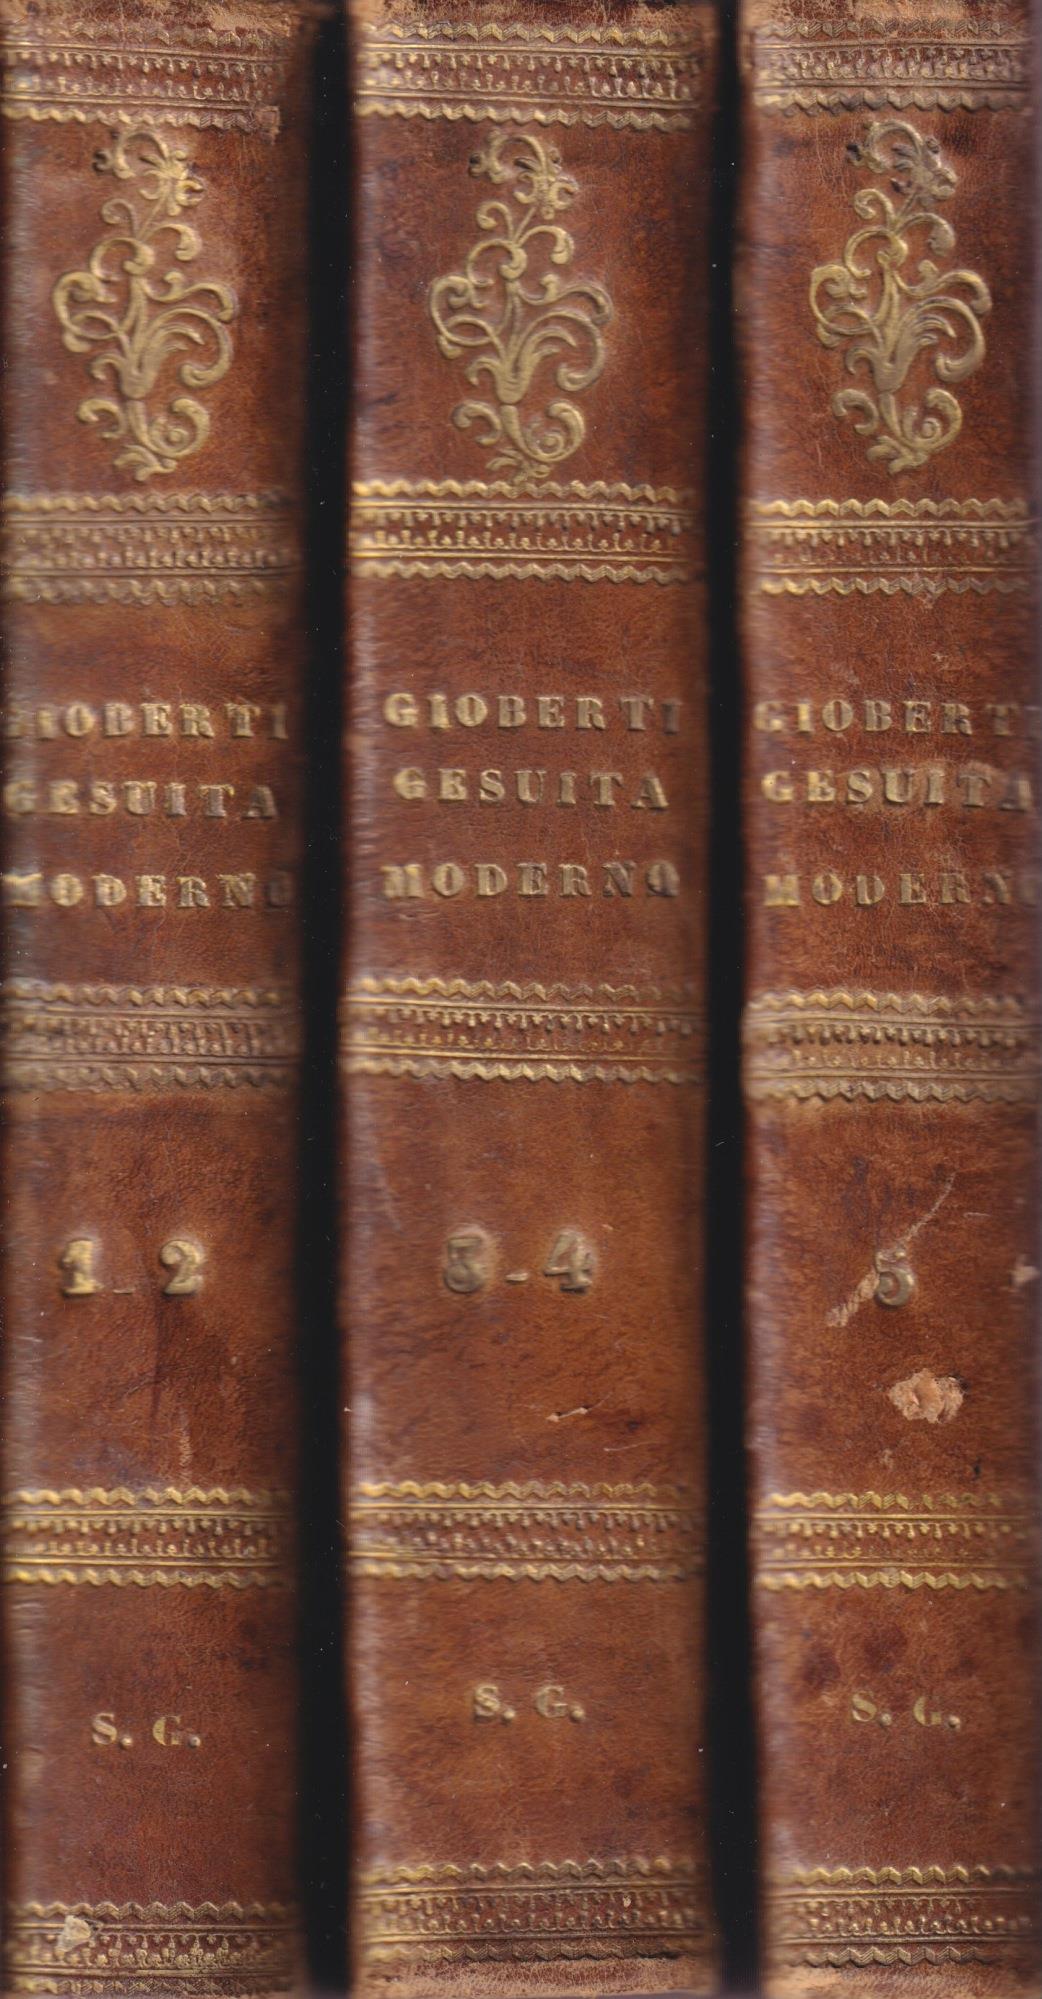 GIOBERTI
GESUITA
MODERNO
1 - 2
S. G.
GIOBERTI
GESUITA
MODERNO
3 - 4
S. G.
GIOBERTI
GESUITA
MODERNO
5
S. G.